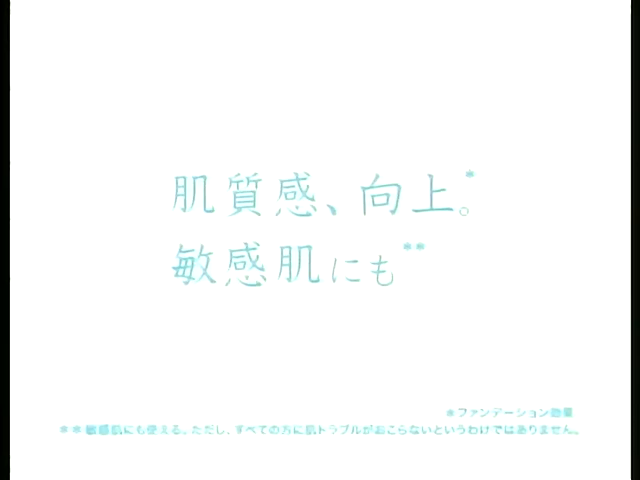 肌質感、向上。*
敏感肌にも**
*ファンデーション効果
**敏感肌にも使える。ただし、すべての方に肌トラブルがおこらないというわけではありません。